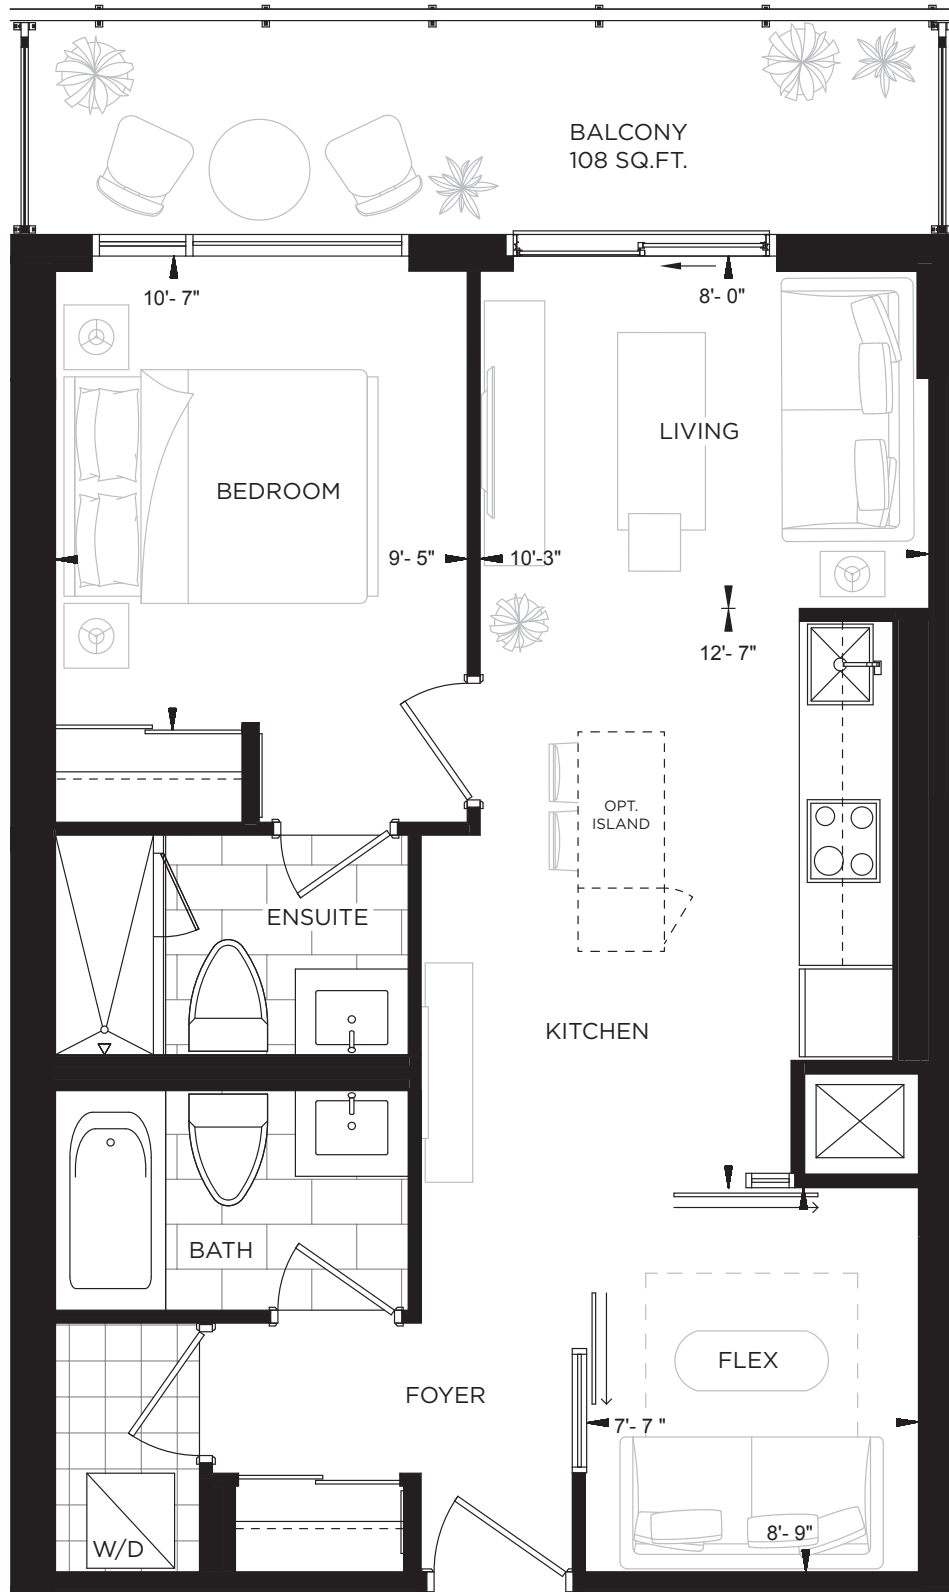 BALCONY
108 SQ.FT.
10'- 7"
8'- 0"
LIVING
BEDROOM
9'- 5"
10'-3"
12'- 7"
OPT.
ISLAND
ENSUITE
KITCHEN
BATH
FLEX
FOYER
7'- 7 "
8'- 9"
W/D